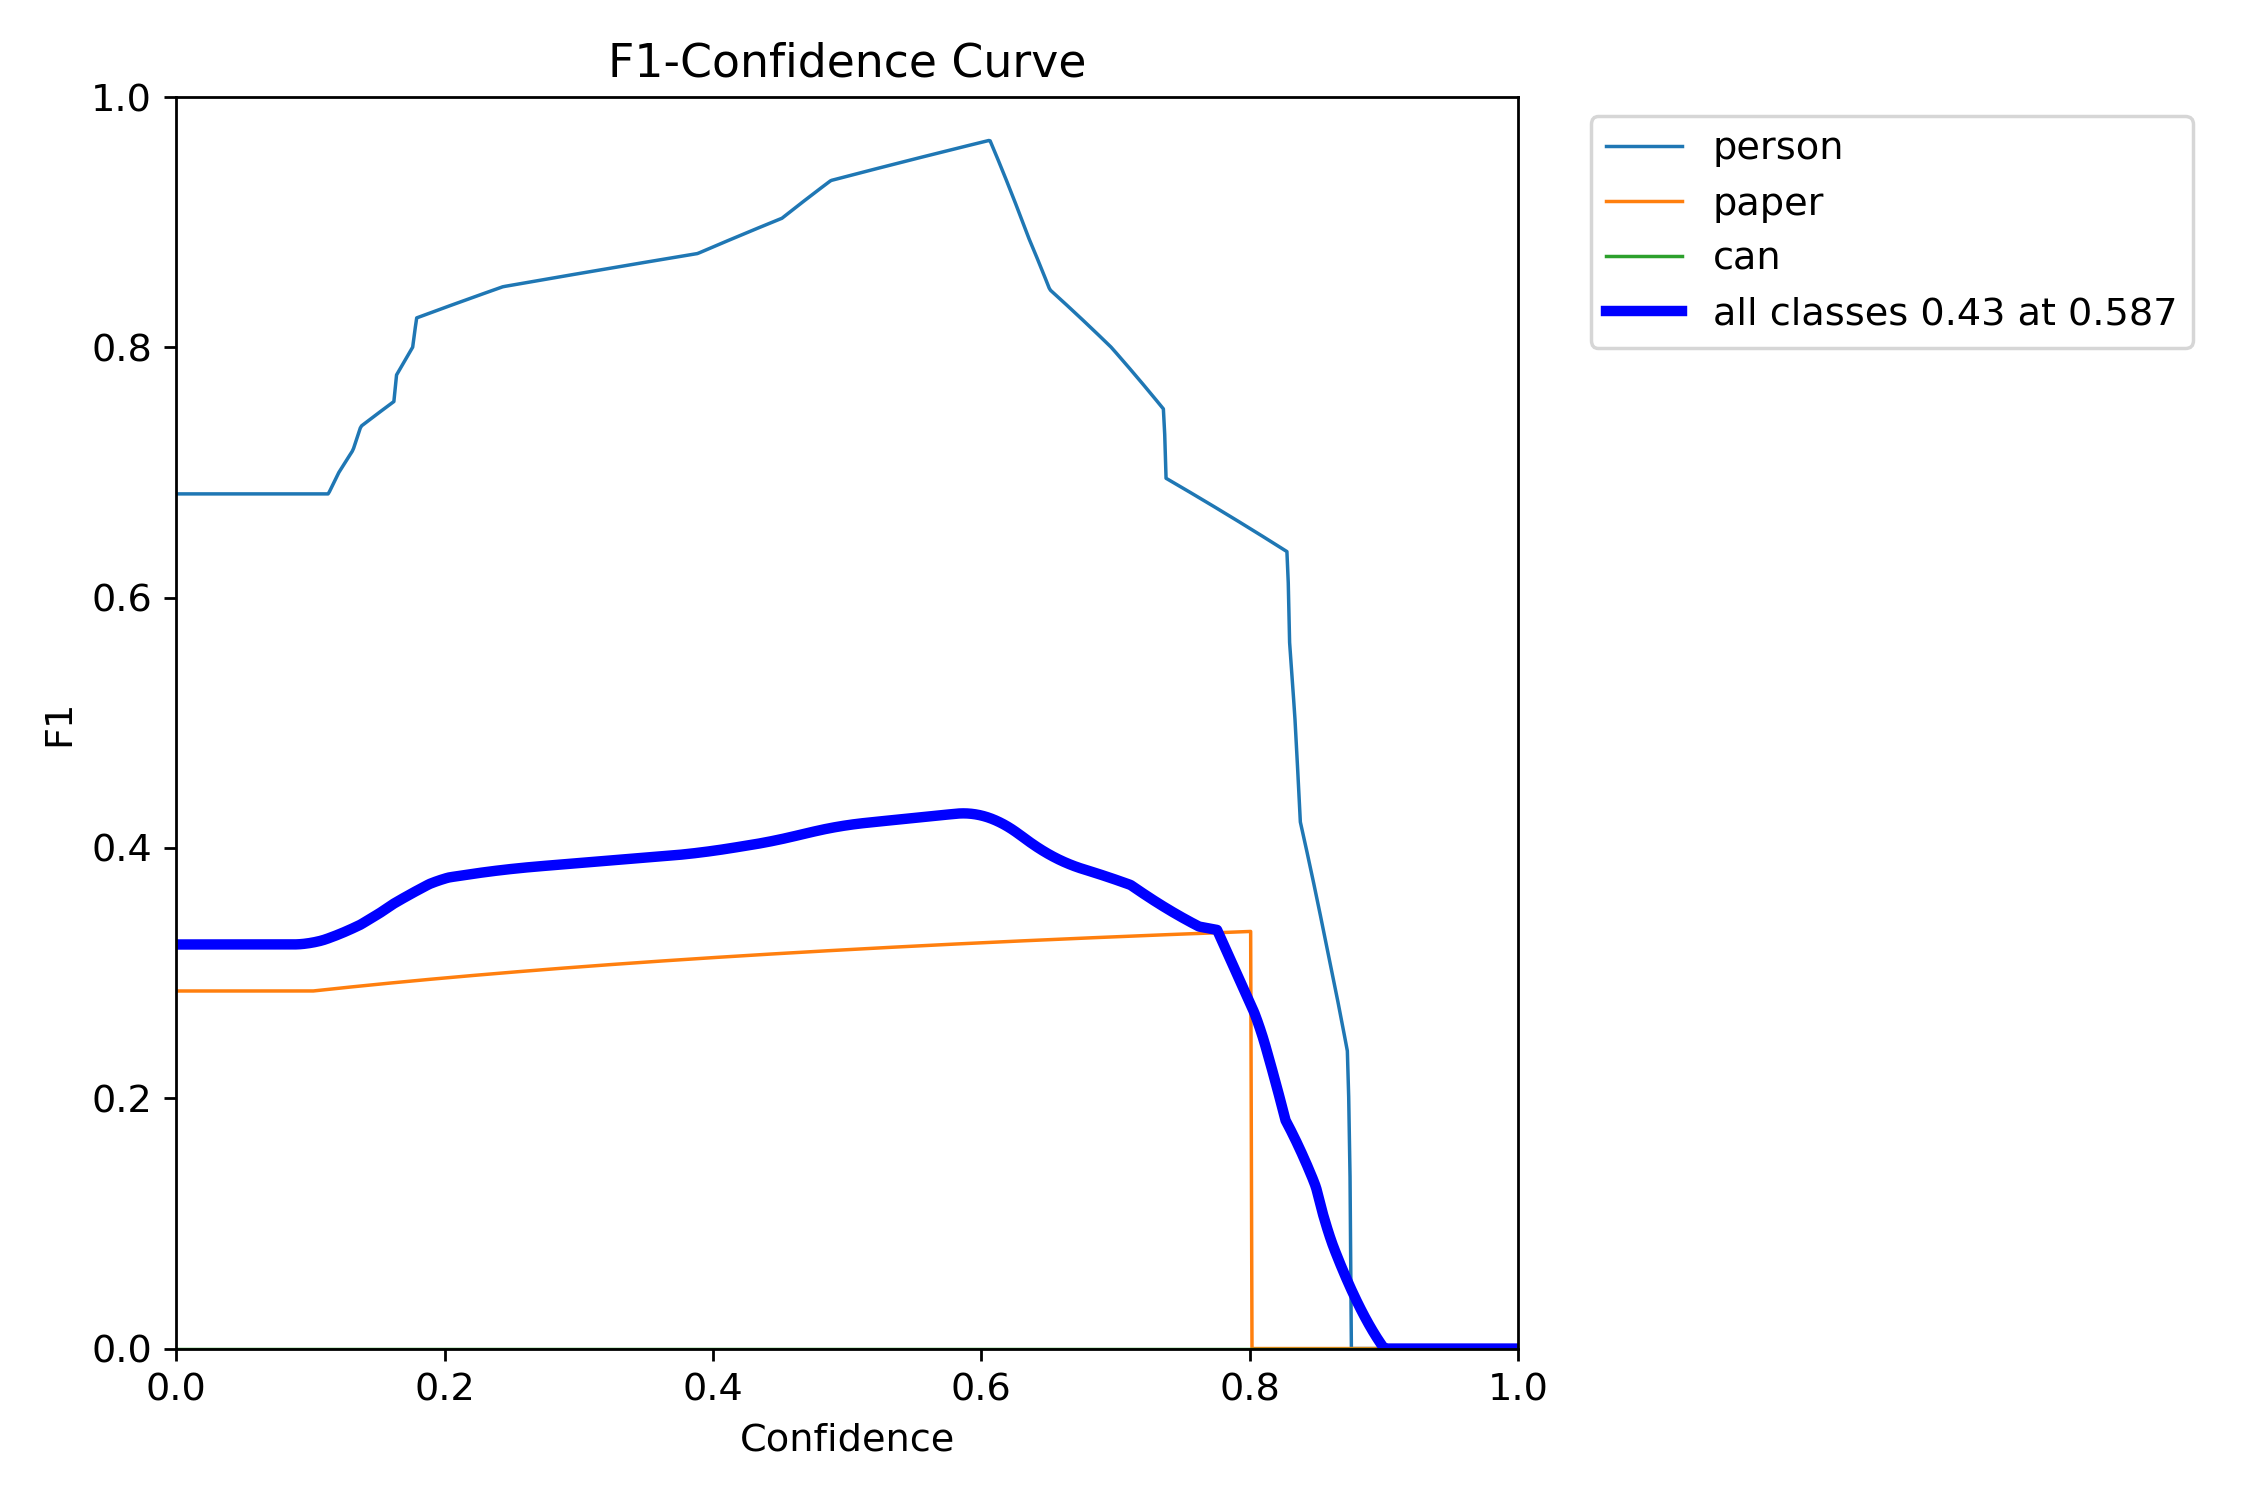 F1-Confidence Curve
1.0
0.8
0.6
0.4
0.2
0.0
F1
0.0 0.2 0.4 0.6 0.8 1.0
Confidence
person
paper
can
all classes 0.43 at 0.587